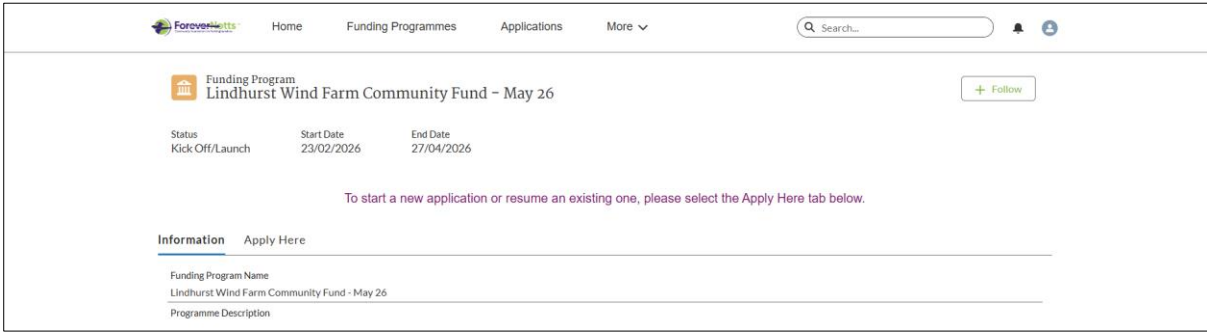 ForeverNotts
Home Funding Programmes Applications More Search...
Funding Program
Lindhurst Wind Farm Community Fund – May 26
+ Follow
Status Start Date End Date
Kick Off/Launch 23/02/2026 27/04/2026
To start a new application or resume an existing one, please select the Apply Here tab below.
Information Apply Here
Funding Program Name
Lindhurst Wind Farm Community Fund - May 26
Programme Description